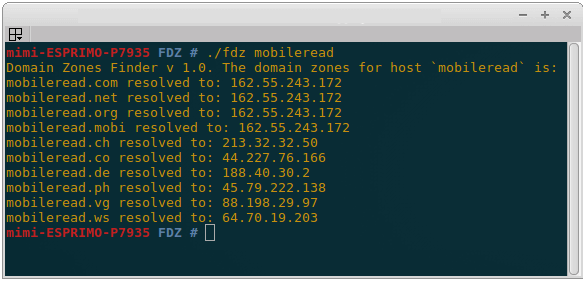 mimi-ESPRIMO-P7935 FDZ # ./fdz mobileread
Domain Zones Finder v 1.0. The domain zones for host `mobileread` is:
mobileread.com resolved to: 162.55.243.172
mobileread.net resolved to: 162.55.243.172
mobileread.org resolved to: 162.55.243.172
mobileread.mobi resolved to: 162.55.243.172
mobileread.ch resolved to: 213.32.32.50
mobileread.co resolved to: 44.227.76.166
mobileread.de resolved to: 188.40.30.2
mobileread.ph resolved to: 45.79.222.138
mobileread.vg resolved to: 88.198.29.97
mobileread.ws resolved to: 64.70.19.203
mimi-ESPRIMO-P7935 FDZ #